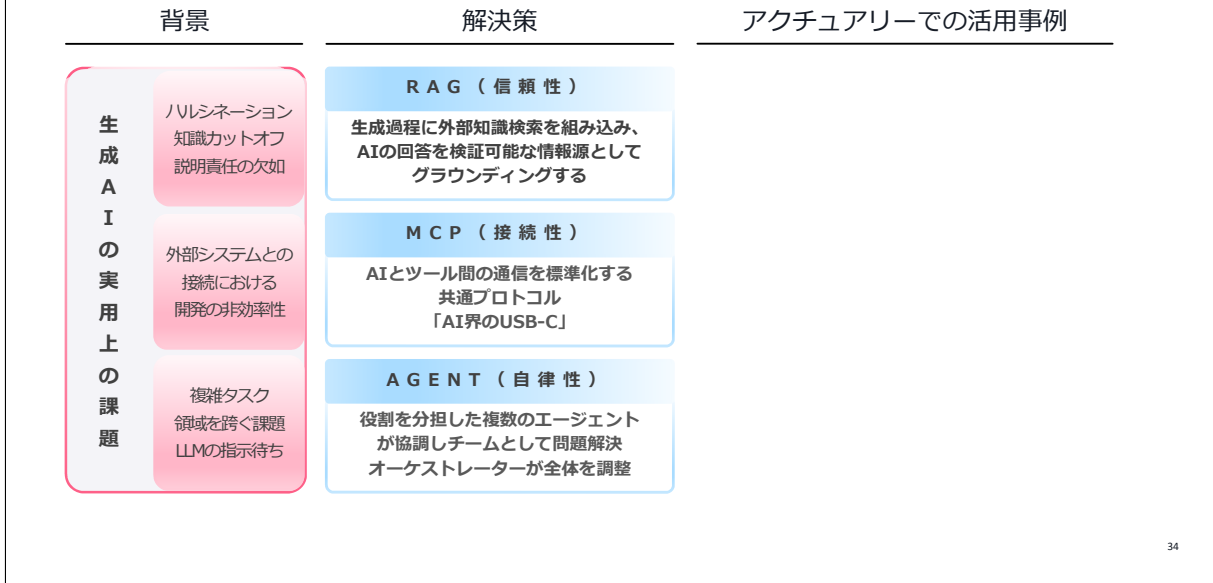 背景
解決策
アクチュアリーでの活用事例
生成AIの実用上の課題
ハルシネーション
知識カットオフ
説明責任の欠如
RAG（信頼性）
生成過程に外部知識検索を組み込み、
AIの回答を検証可能な情報源として
グラウンディングする
外部システムとの
接続における
開発の非効率性
MCP（接続性）
AIとツール間の通信を標準化する
共通プロトコル
「AI界のUSB-C」
複雑タスク
領域を跨ぐ課題
LLMの指示待ち
AGENT（自律性）
役割を分担した複数のエージェント
が協調しチームとして問題解決
オーケストレーターが全体を調整
34